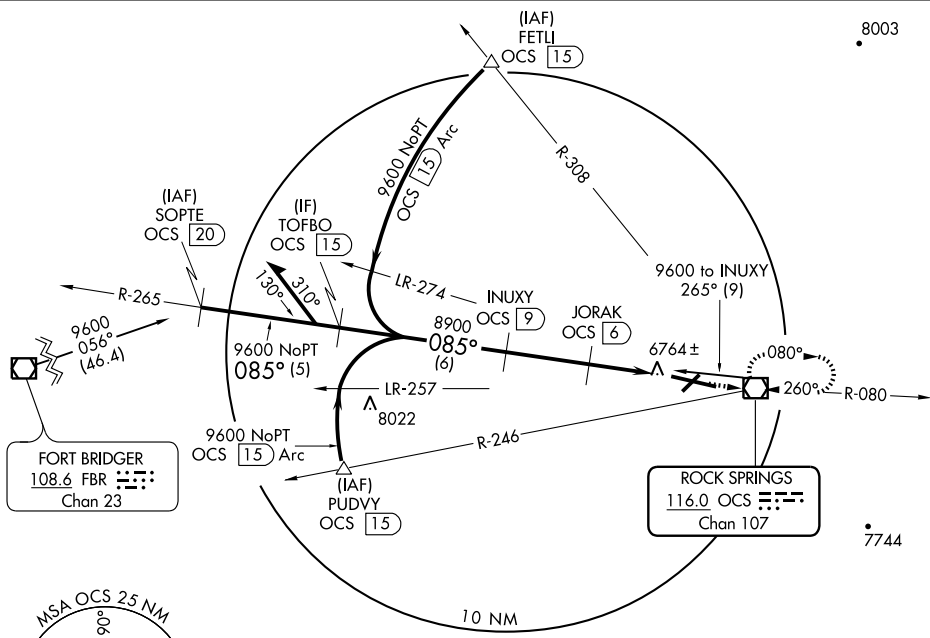 (IAF)
FETLI
OCS 15
8003
9600 NoPT
OCS 15 Arc
R-308
(IAF)
SOPTE
OCS 20
(IF)
TOFBO
OCS 15
LR-274
9600 to INUXY
265° (9)
INUXY
OCS 9
JORAK
OCS 6
R-265
310°
130°
9600
056°
(46.4)
8900
085°
(6)
9600 NoPT
085° (5)
6764±
080°
260°
R-080
LR-257
8022
9600 NoPT
OCS 15 Arc
R-246
(IAF)
PUDVY
OCS 15
FORT BRIDGER
108.6 FBR
Chan 23
ROCK SPRINGS
116.0 OCS
Chan 107
7744
10 NM
MSA OCS 25 NM